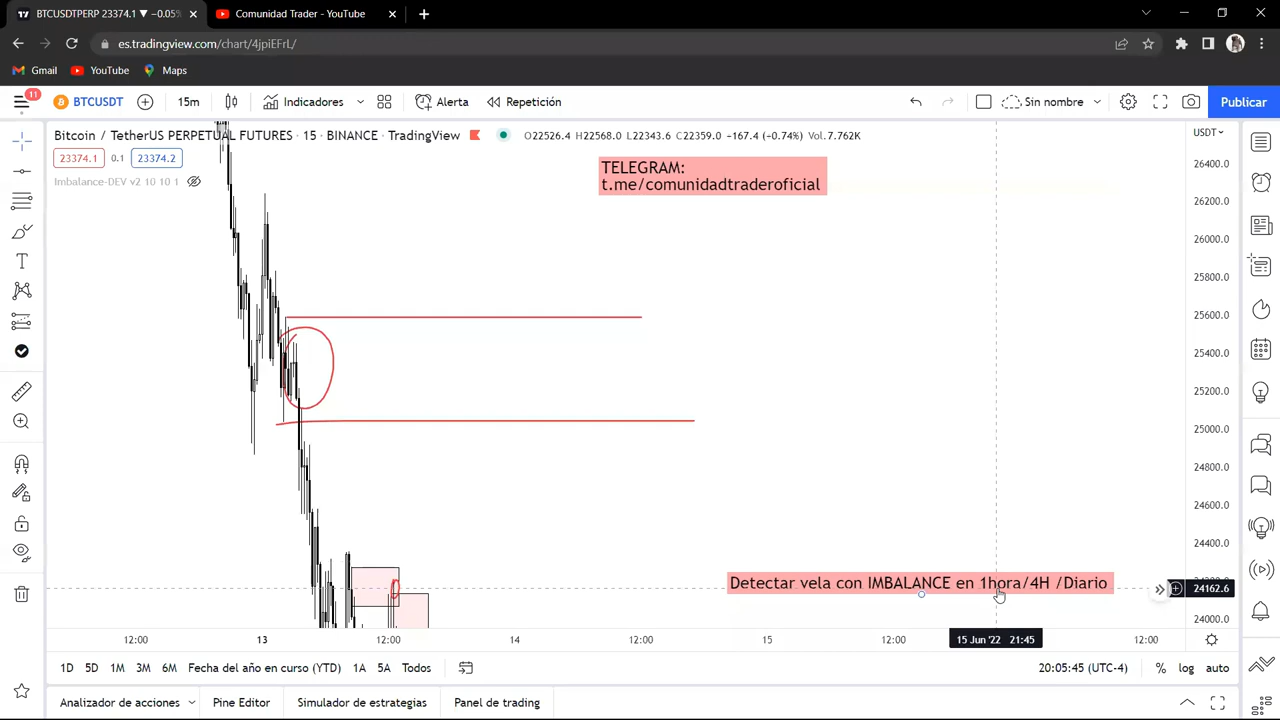 BTCUSDTPERP 23374.1 ▼ −0.05%
Comunidad Trader - YouTube
es.tradingview.com/chart/4jpiEFrL/
Gmail
YouTube
Maps
11
BTCUSDT
15m
Indicadores
Alerta
Repetición
Sin nombre
Publicar
Bitcoin / TetherUS PERPETUAL FUTURES · 15 · BINANCE · TradingView
O22526.4 H22568.0 L22343.6 C22359.0 −167.4 (−0.74%) Vol.7.762K
USDT
23374.1
0.1
23374.2
Imbalance-DEV v2 10 10 1
TELEGRAM:
t.me/comunidadtraderoficial
26400.0
26200.0
26000.0
25800.0
25600.0
25400.0
25200.0
25000.0
24800.0
24600.0
24400.0
24162.6
24000.0
Detectar vela con IMBALANCE en 1hora/4H /Diario
12:00
13
12:00
14
12:00
15
12:00
15 Jun '22 21:45
12:00
1D
5D
1M
3M
6M
Fecha del año en curso (YTD)
1A
5A
Todos
20:05:45 (UTC-4)
%
log
auto
Analizador de acciones
Pine Editor
Simulador de estrategias
Panel de trading